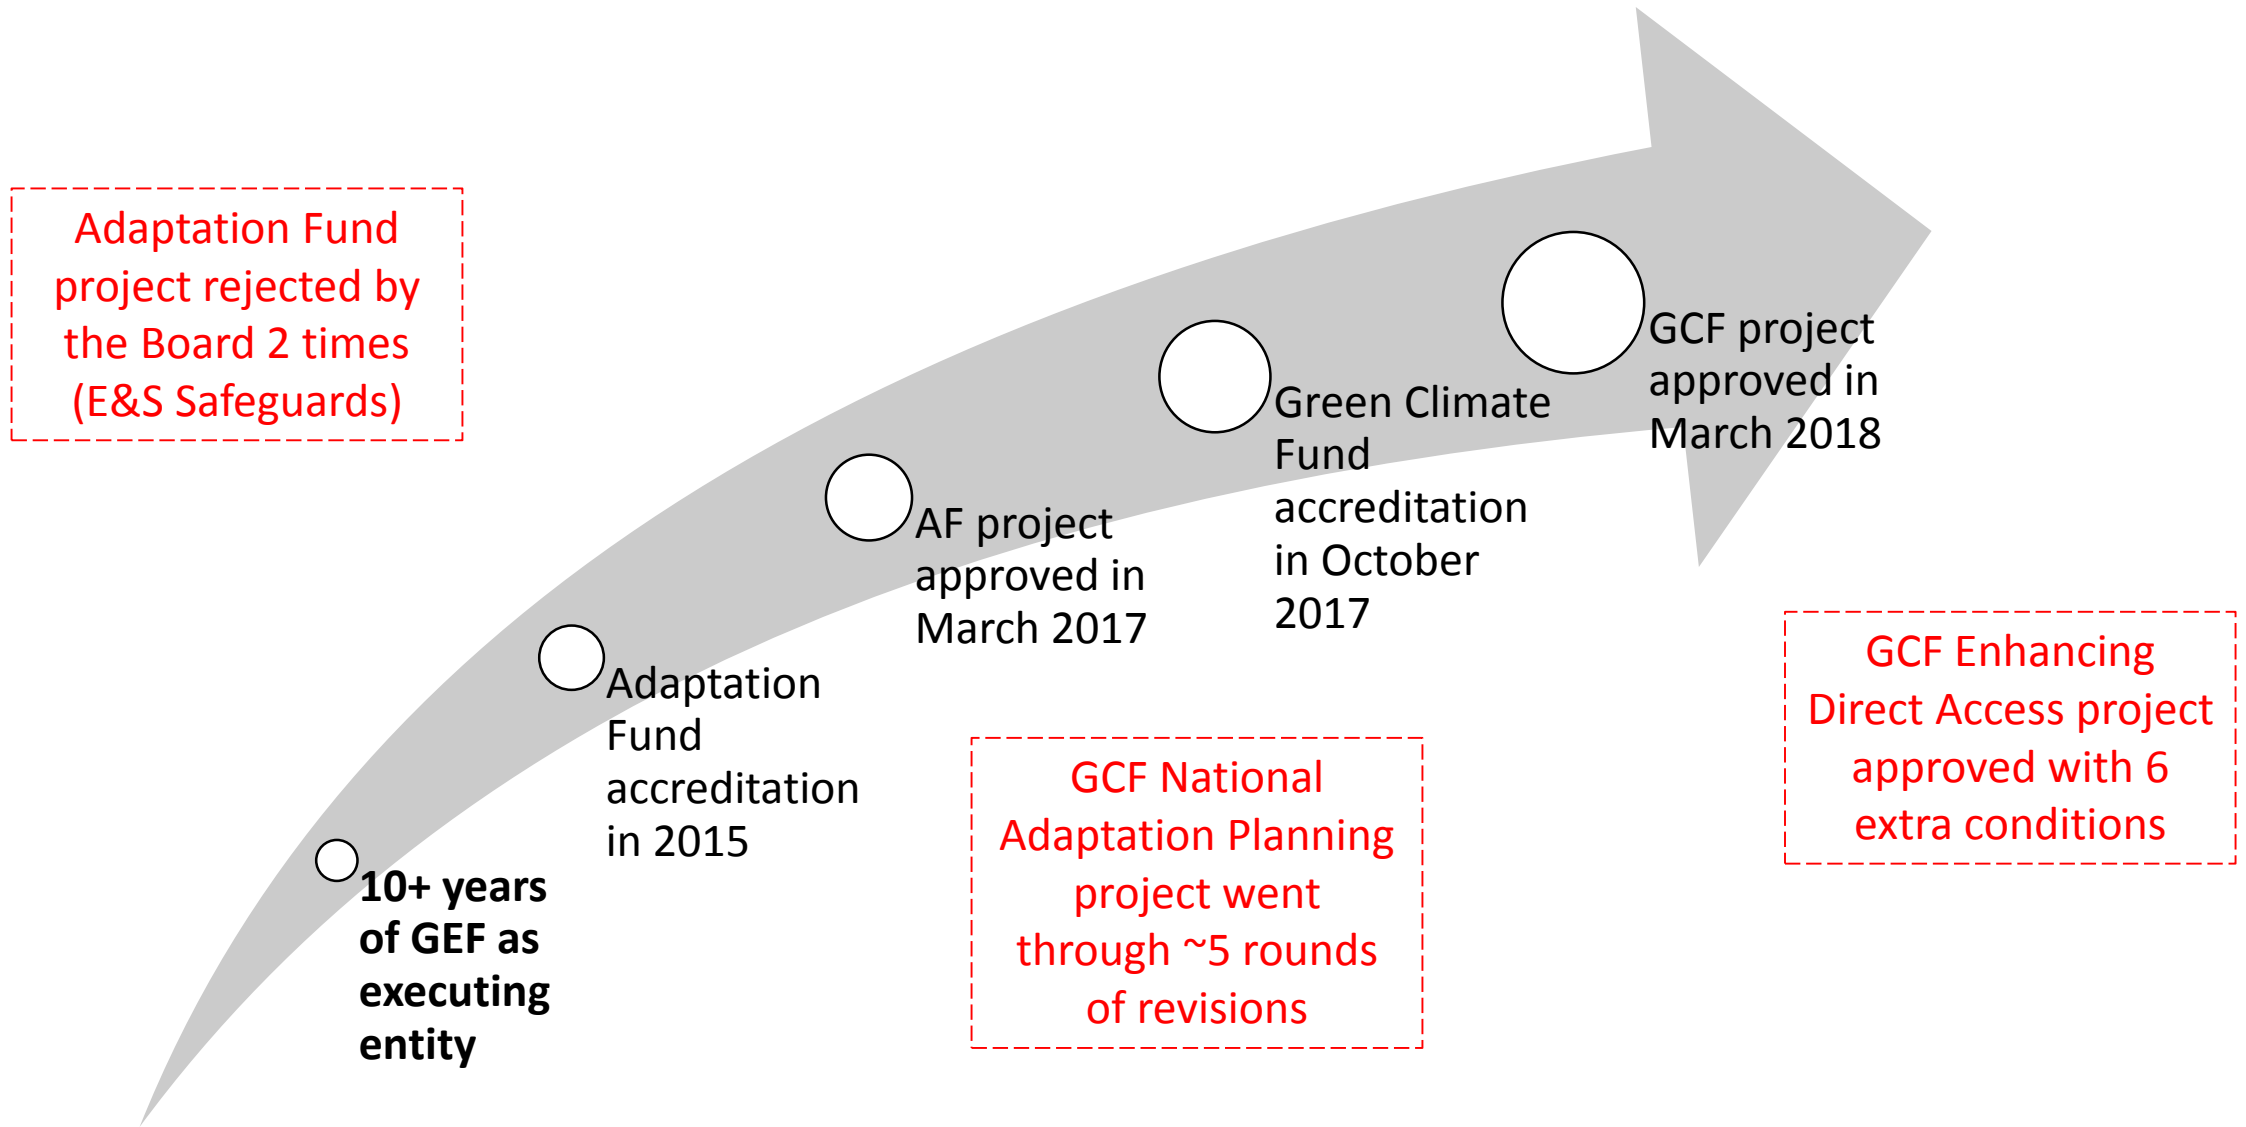 Adaptation Fund
project rejected by
the Board 2 times
(E&S Safeguards)
10+ years
of GEF as
executing
entity
Adaptation
Fund
accreditation
in 2015
AF project
approved in
March 2017
Green Climate
Fund
accreditation
in October
2017
GCF project
approved in
March 2018
GCF National
Adaptation Planning
project went
through ~5 rounds
of revisions
GCF Enhancing
Direct Access project
approved with 6
extra conditions